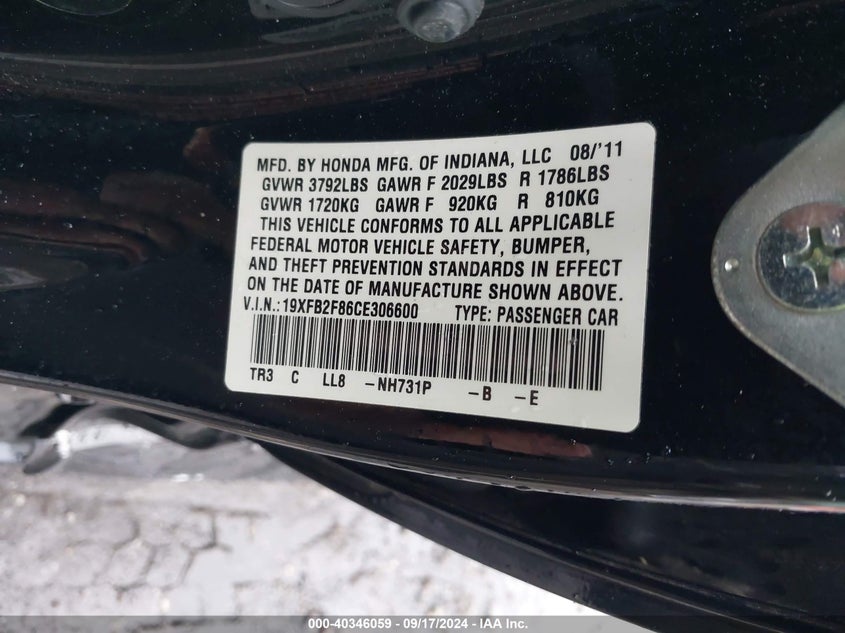 MFD. BY HONDA MFG. OF INDIANA, LLC 08/'11
GVWR 3792LBS GAWR F 2029LBS R 1786LBS
GVWR 1720KG GAWR F 920KG R 810KG
THIS VEHICLE CONFORMS TO ALL APPLICABLE
FEDERAL MOTOR VEHICLE SAFETY, BUMPER,
AND THEFT PREVENTION STANDARDS IN EFFECT
ON THE DATE OF MANUFACTURE SHOWN ABOVE.
V.I.N.:19XFB2F86CE306600 TYPE: PASSENGER CAR
TR3 C LL8 -NH731P -B -E
000-40346059 - 09/17/2024 - IAA Inc.